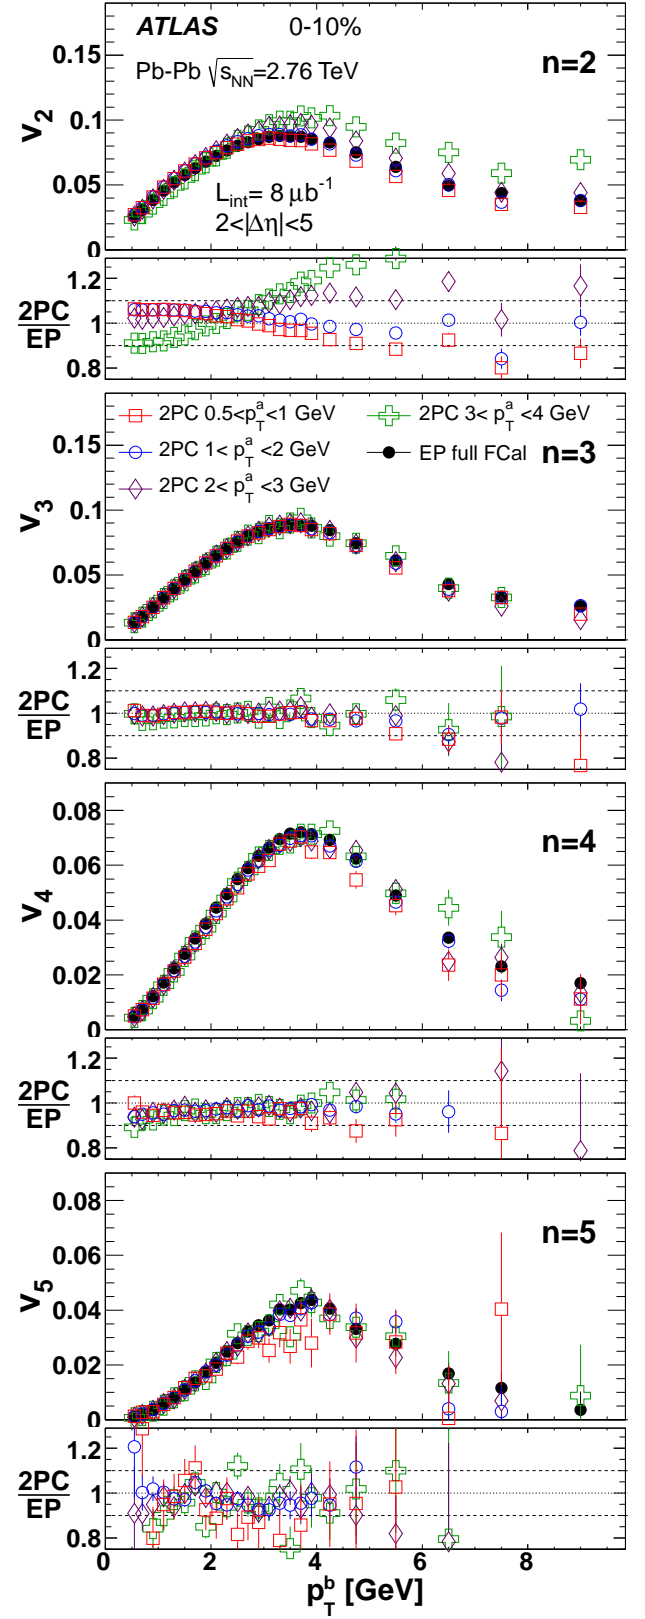 ATLAS 0-10%
Pb-Pb √sNN=2.76 TeV
n=2
v2
Lint= 8 μb-1
2<|Δη|<5
0.15
0.1
0.05
0
2PC/EP
1.2
1
0.8
2PC 0.5<pTa<1 GeV
2PC 3< pTa <4 GeV
2PC 1< pTa <2 GeV
EP full FCal
n=3
2PC 2< pTa <3 GeV
v3
0.15
0.1
0.05
0
2PC/EP
1.2
1
0.8
n=4
v4
0.08
0.06
0.04
0.02
0
2PC/EP
1.2
1
0.8
n=5
v5
0.08
0.06
0.04
0.02
0
2PC/EP
1.2
1
0.8
0 2 4 6 8
pTb [GeV]